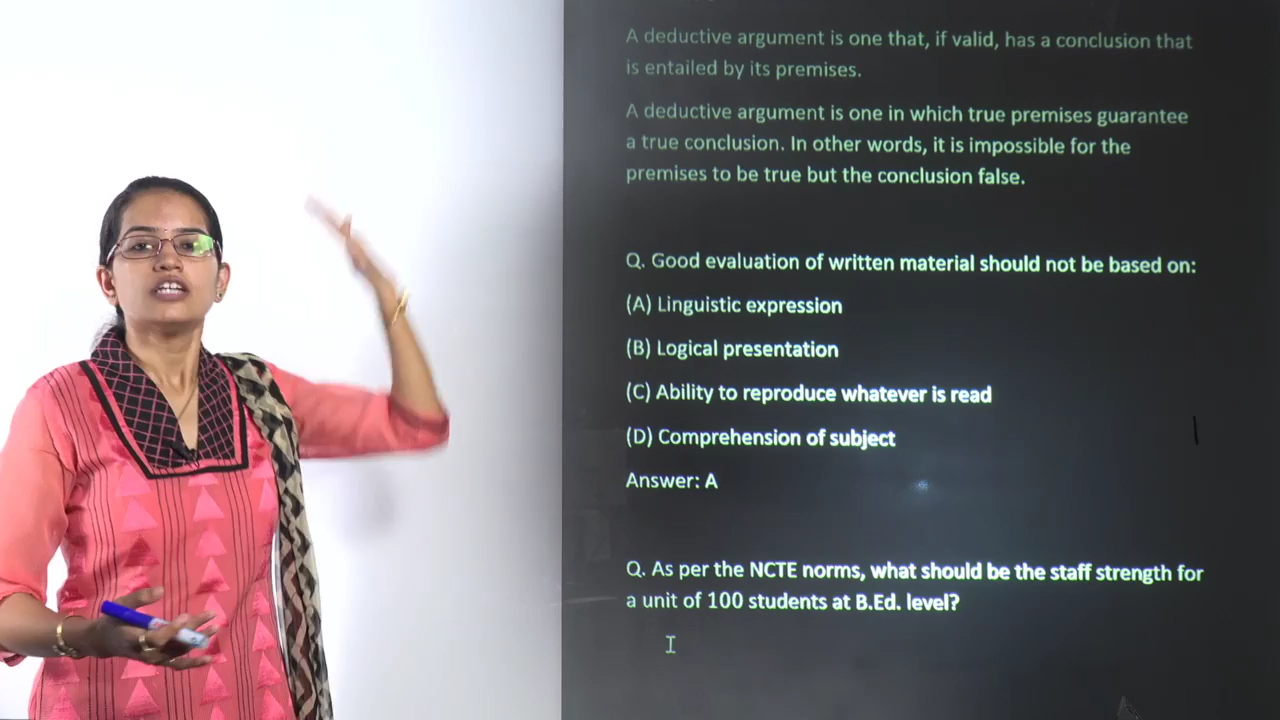 A deductive argument is one that, if valid, has a conclusion that
is entailed by its premises.
A deductive argument is one in which true premises guarantee
a true conclusion. In other words, it is impossible for the
premises to be true but the conclusion false.
Q. Good evaluation of written material should not be based on:
(A) Linguistic expression
(B) Logical presentation
(C) Ability to reproduce whatever is read
(D) Comprehension of subject
Answer: A
Q. As per the NCTE norms, what should be the staff strength for
a unit of 100 students at B.Ed. level?